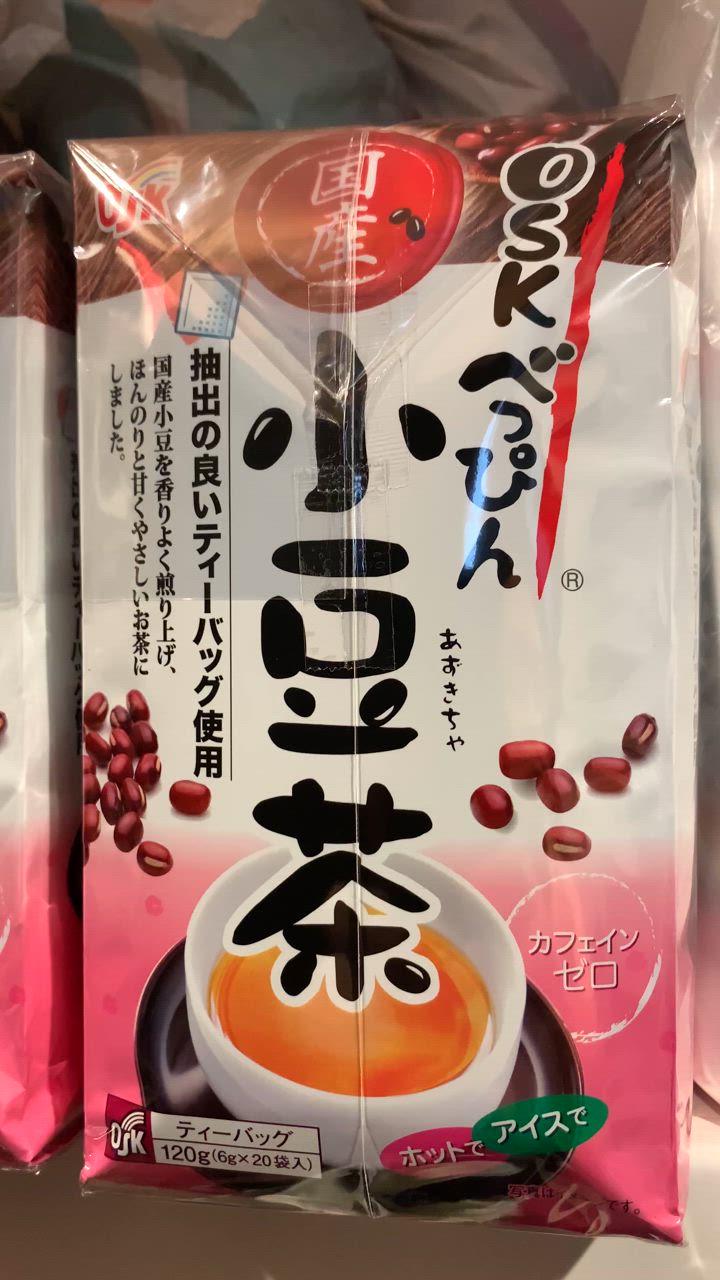 OSK
国産
OSKべっぴん
®
小豆茶
あずきちゃ
抽出の良いティーバッグ使用
国産小豆を香りよく煎り上げ、
ほんのりと甘くやさしいお茶に
しました。
カフェイン
ゼロ
OSK
ティーバッグ
120g(6g×20袋入)
ホットで
アイスで
写真は
です。